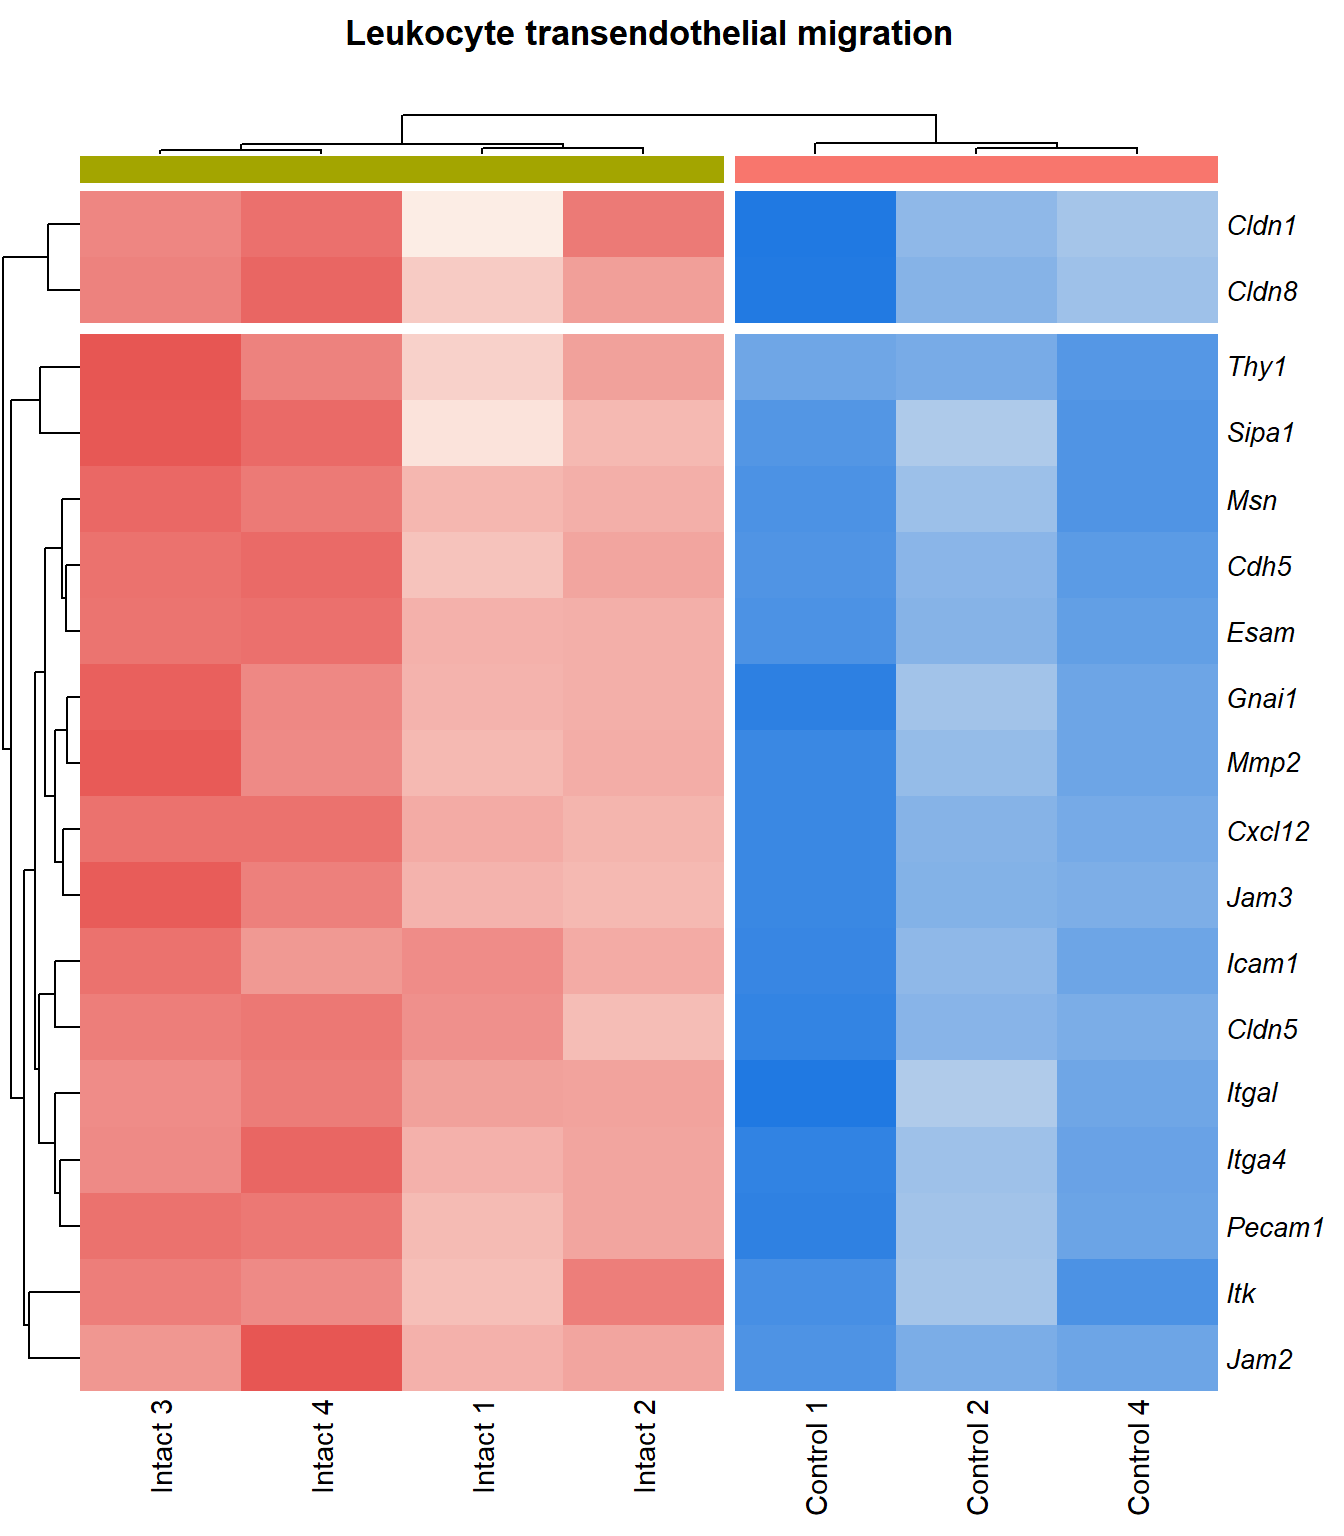 Leukocyte transendothelial migration
Cldn1
Cldn8
Thy1
Sipa1
Msn
Cdh5
Esam
Gnai1
Mmp2
Cxcl12
Jam3
Icam1
Cldn5
Itgal
Itga4
Pecam1
Itk
Jam2
Intact 3
Intact 4
Intact 1
Intact 2
Control 1
Control 2
Control 4